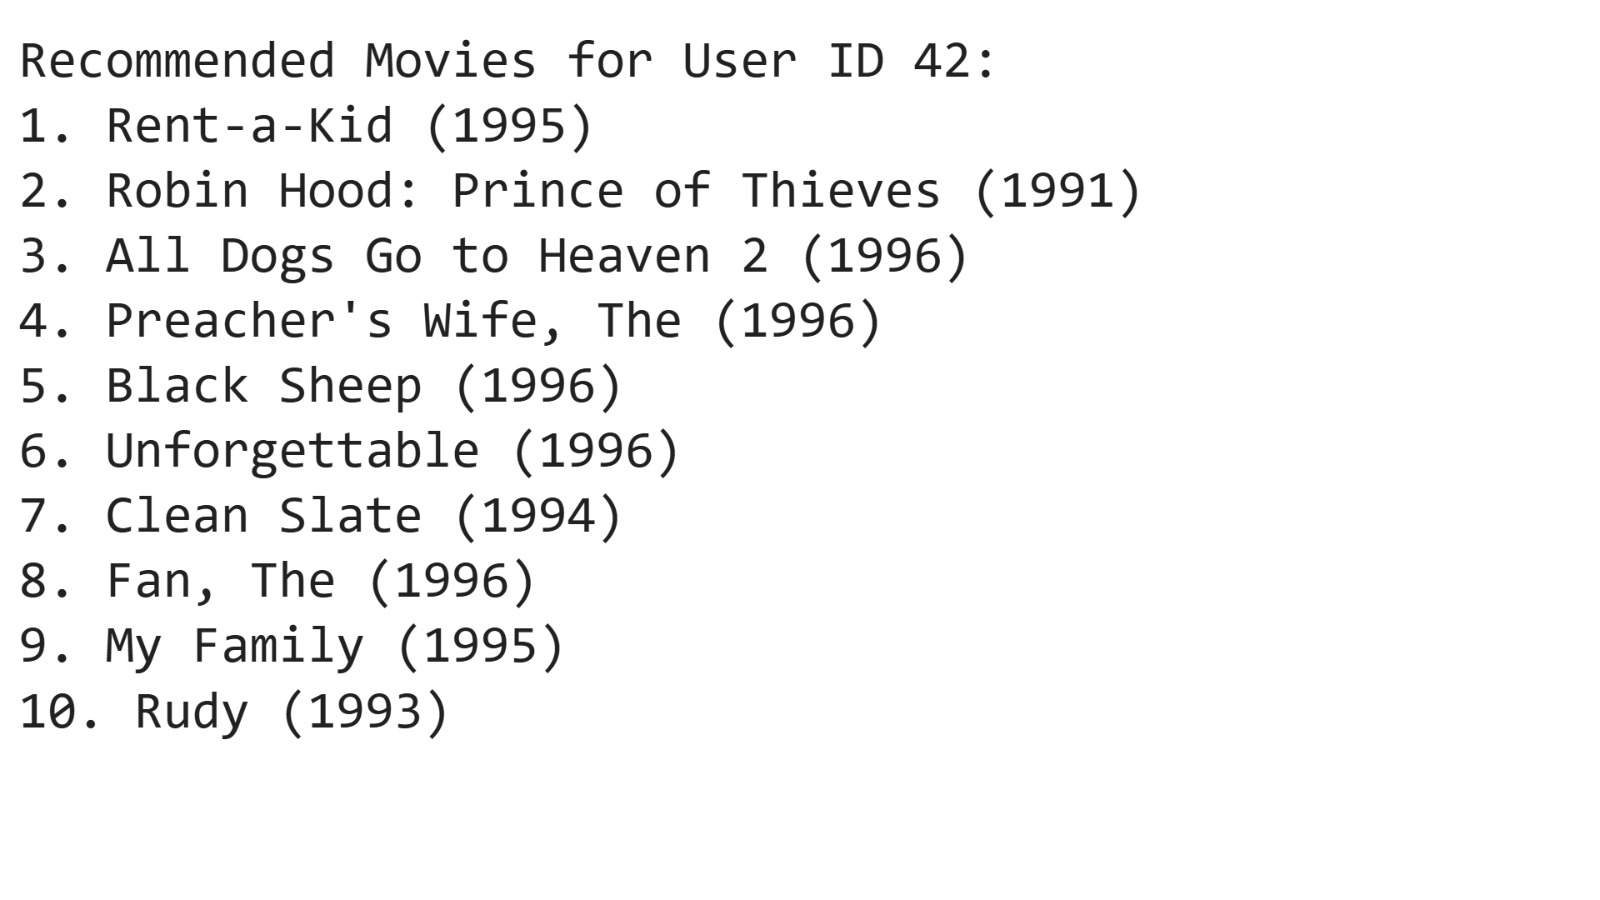 Recommended Movies for User ID 42:
1. Rent-a-Kid (1995)
2. Robin Hood: Prince of Thieves (1991)
3. All Dogs Go to Heaven 2 (1996)
4. Preacher's Wife, The (1996)
5. Black Sheep (1996)
6. Unforgettable (1996)
7. Clean Slate (1994)
8. Fan, The (1996)
9. My Family (1995)
10. Rudy (1993)